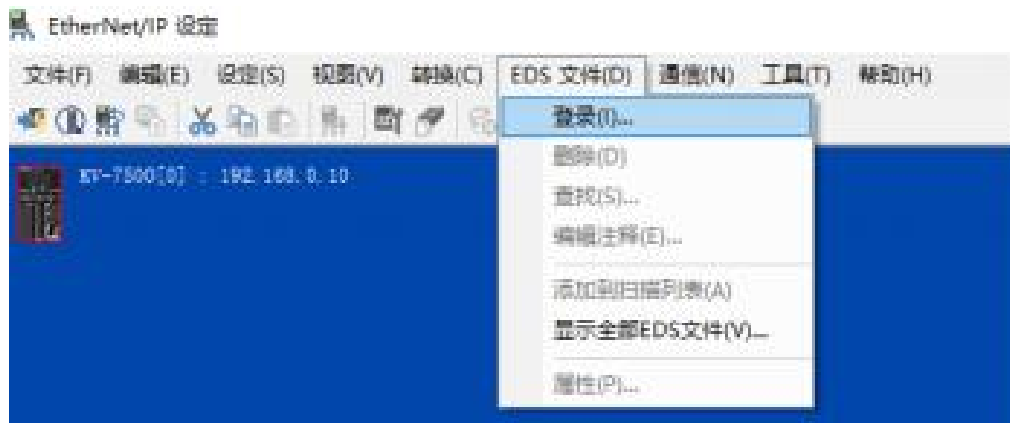 EtherNet/IP 设定
文件(F) 编辑(E) 设定(S) 视图(V) 转换(C) EDS 文件(D) 通信(N) 工具(T) 帮助(H)
KV-7500[0] : 192.168.0.10
登录(I)...
删除(D)
查找(S)...
编辑注释(E)...
添加到扫描列表(A)
显示全部EDS文件(V)...
属性(P)...